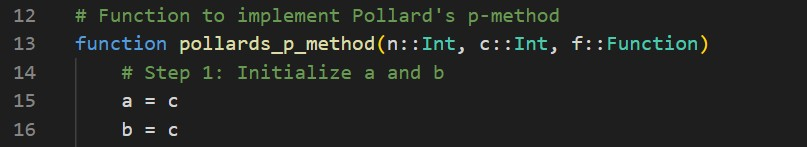 12 # Function to implement Pollard's p-method
13 function pollards_p_method(n::Int, c::Int, f::Function)
14 # Step 1: Initialize a and b
15 a = c
16 b = c